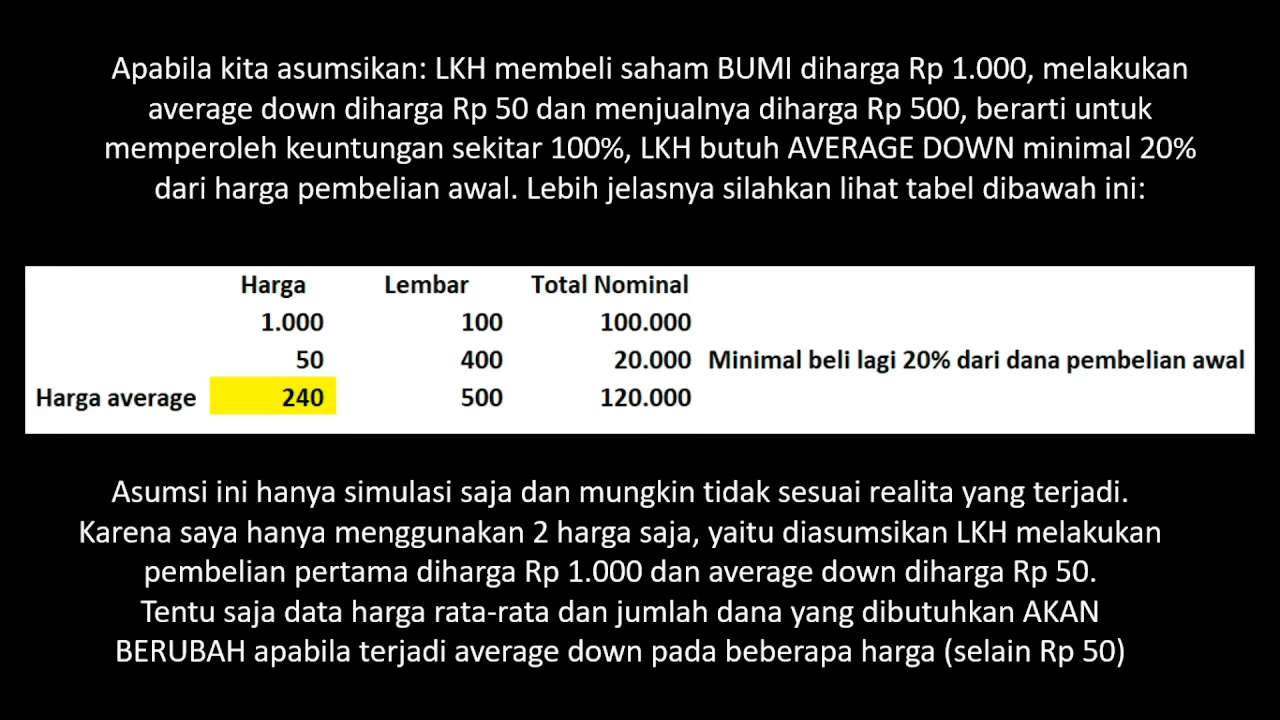 Apabila kita asumsikan: LKH membeli saham BUMI diharga Rp 1.000, melakukan
average down diharga Rp 50 dan menjualnya diharga Rp 500, berarti untuk
memperoleh keuntungan sekitar 100%, LKH butuh AVERAGE DOWN minimal 20%
dari harga pembelian awal. Lebih jelasnya silahkan lihat tabel dibawah ini:
Harga Lembar Total Nominal
1.000 100 100.000
50 400 20.000 Minimal beli lagi 20% dari dana pembelian awal
Harga average 240 500 120.000
Asumsi ini hanya simulasi saja dan mungkin tidak sesuai realita yang terjadi.
Karena saya hanya menggunakan 2 harga saja, yaitu diasumsikan LKH melakukan
pembelian pertama diharga Rp 1.000 dan average down diharga Rp 50.
Tentu saja data harga rata-rata dan jumlah dana yang dibutuhkan AKAN
BERUBAH apabila terjadi average down pada beberapa harga (selain Rp 50)